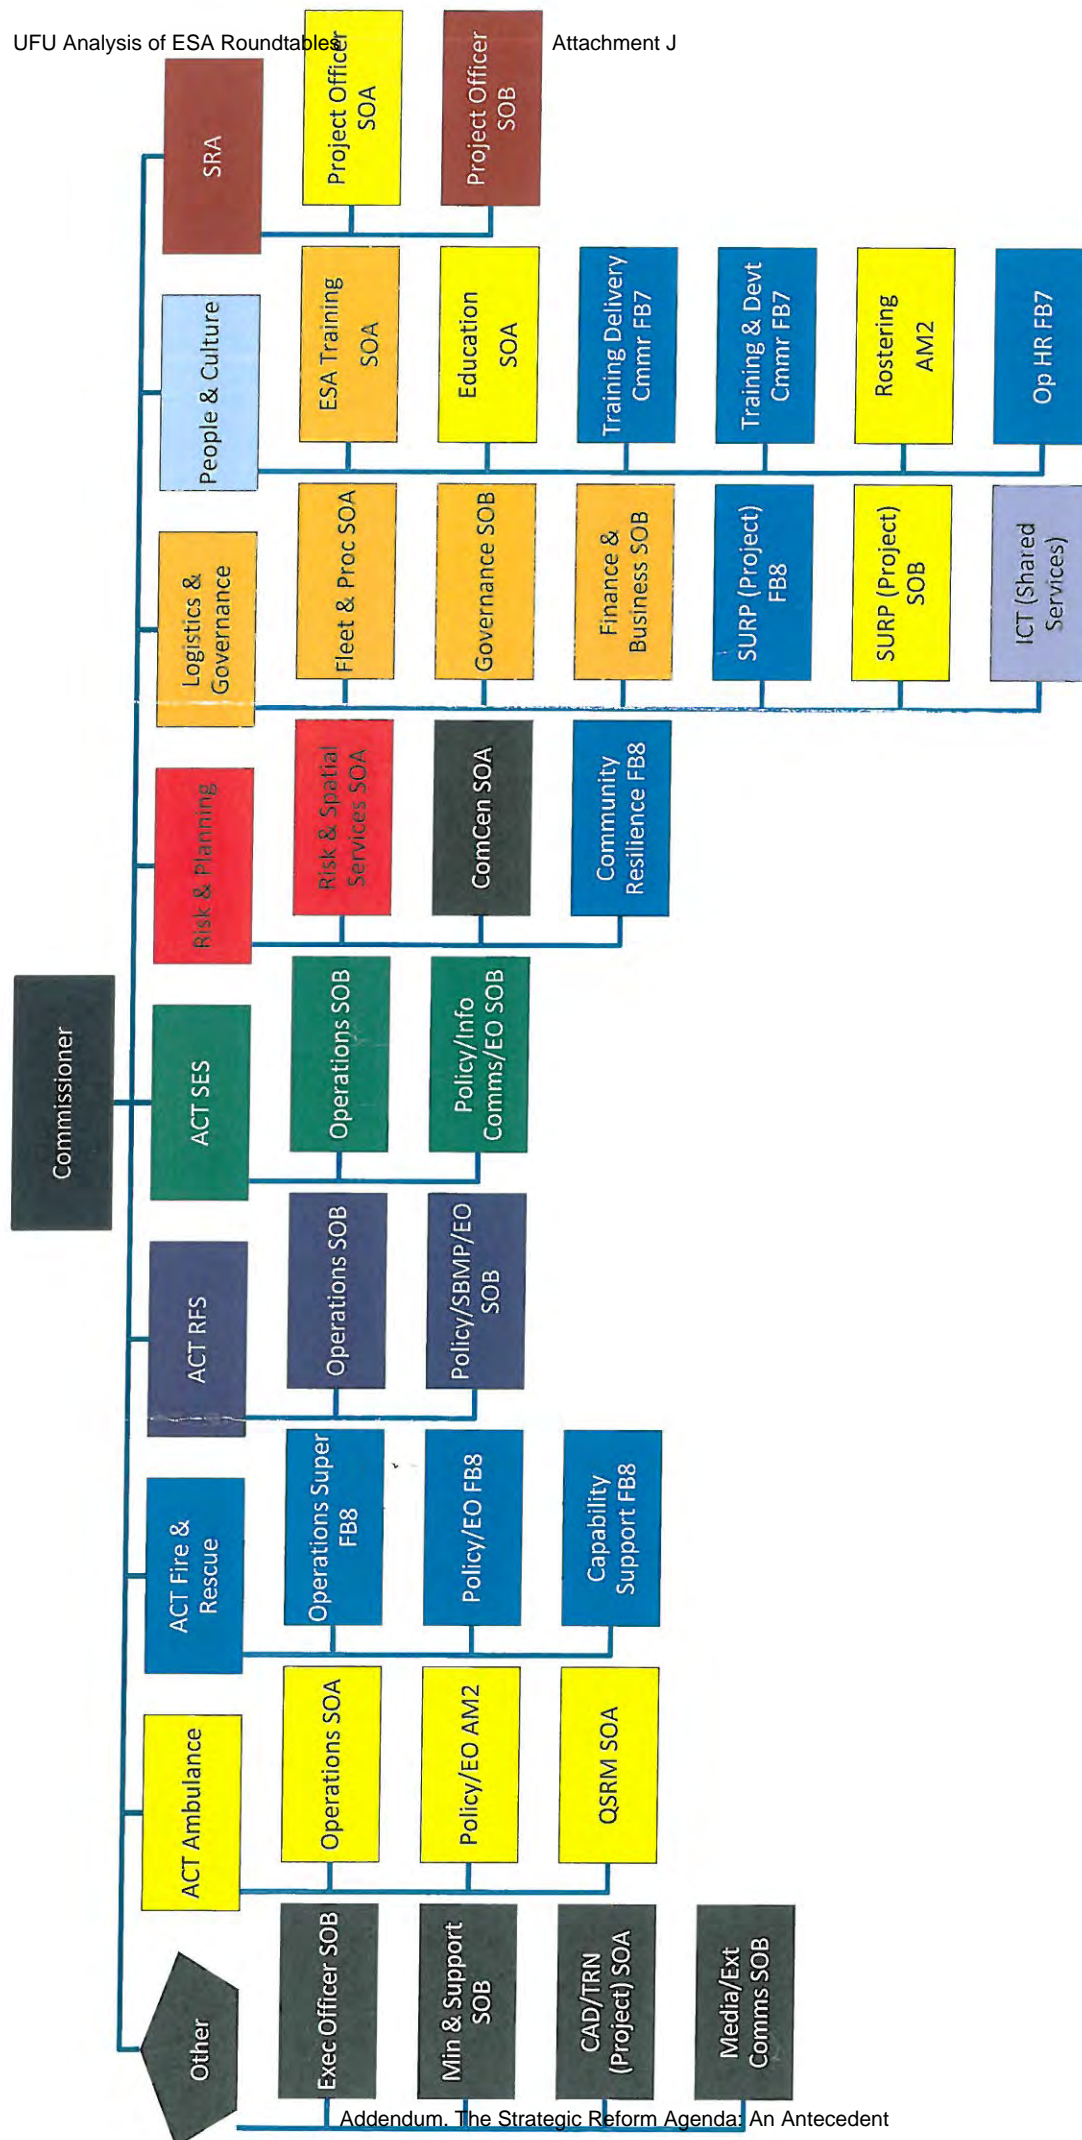 UFU Analysis of ESA Roundtables
Attachment J
Commissioner
Other
Exec Officer SOB
Min & Support
SOB
CAD/TRN
(Project) SOA
Media/Ext
Comms SOB
ACT Ambulance
Operations SOA
Policy/EO AM2
QSRM SOA
ACT Fire &
Rescue
Operations Super
FB8
Policy/EO FB8
Capability
Support FB8
ACT RFS
Operations SOB
Policy/SBMP/EO
SOB
ACT SES
Operations SOB
Policy/Info
Comms/EO SOB
Risk & Planning
Risk & Spatial
Services SOA
ComCen SOA
Community
Resilience FB8
Logistics &
Governance
Fleet & Proc SOA
Governance SOB
Finance &
Business SOB
SURP (Project)
FB8
SURP (Project)
SOB
ICT (Shared
Services)
People & Culture
ESA Training
SOA
Education
SOA
Training Delivery
Cmmr FB7
Training & Devt
Cmmr FB7
Rostering
AM2
Op HR FB7
SRA
Project Officer
SOA
Project Officer
SOB
Addendum. The Strategic Reform Agenda: An Antecedent